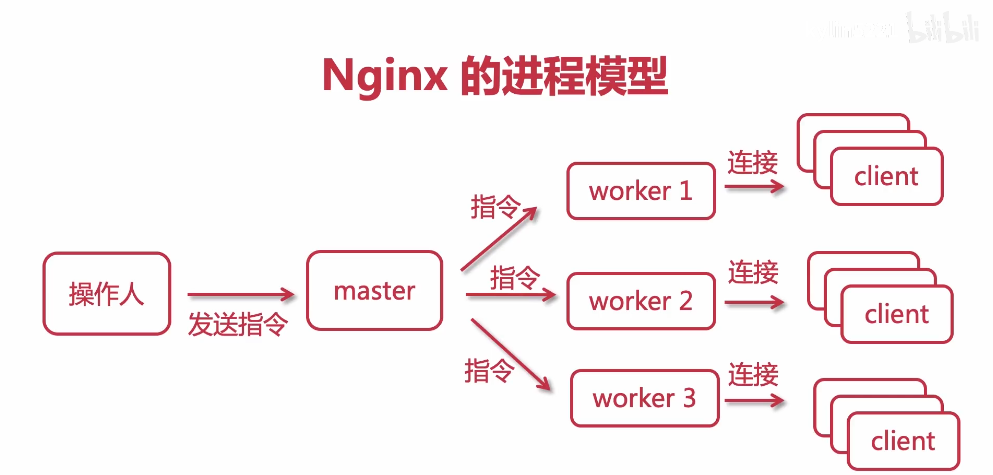 bilibili
Nginx 的进程模型
连接
client
worker 1
指令
指令
连接
client
操作人
master
worker 2
发送指令
指令
连接
worker 3
client